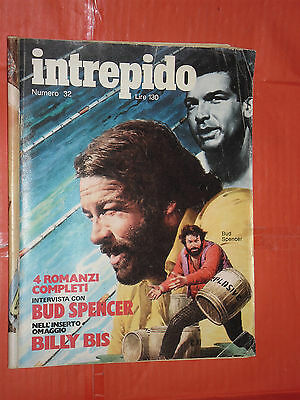 intrepido
Numero 32
Lire 130
Bud
Spencer
4 ROMANZI
COMPLETI
INTERVISTA CON
BUD SPENCER
NELL'INSERTO
OMAGGIO
BILLY BIS